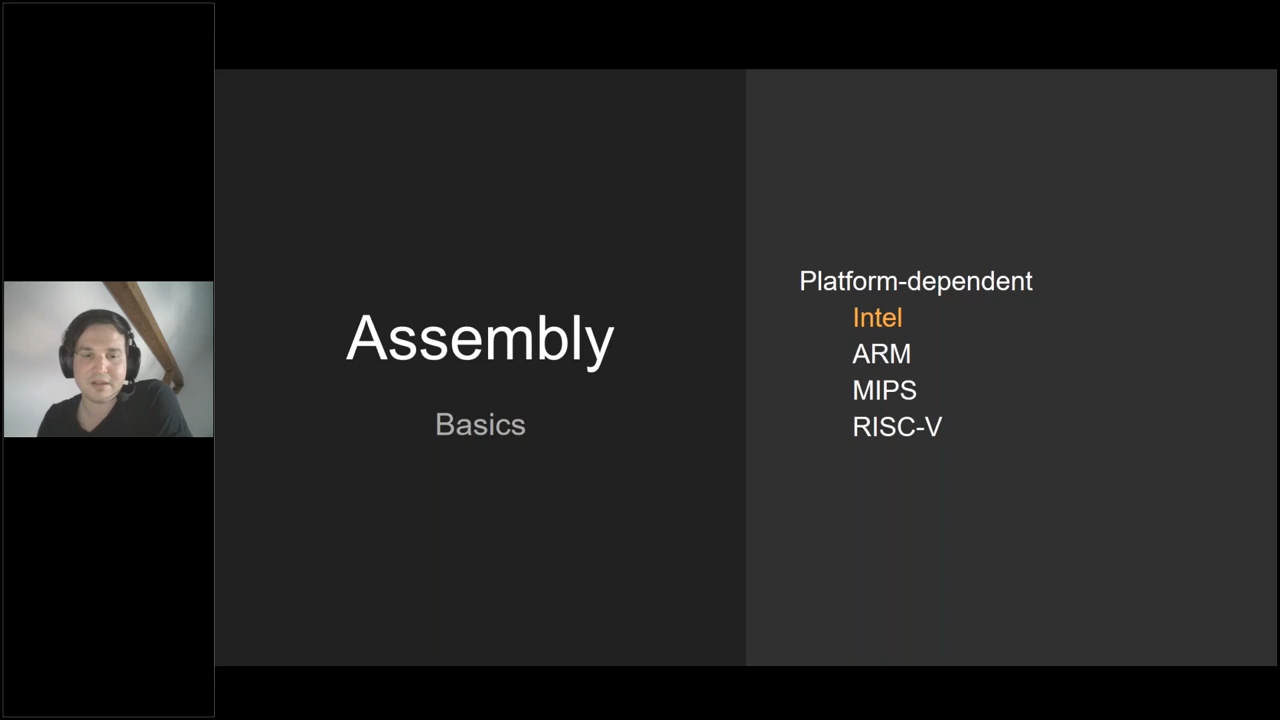 Assembly
Basics
Platform-dependent
Intel
ARM
MIPS
RISC-V